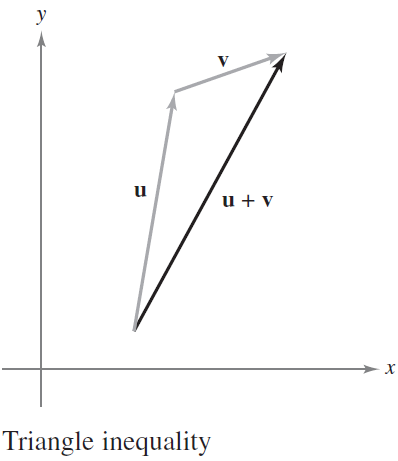 y
v
u
u + v
x
Triangle inequality